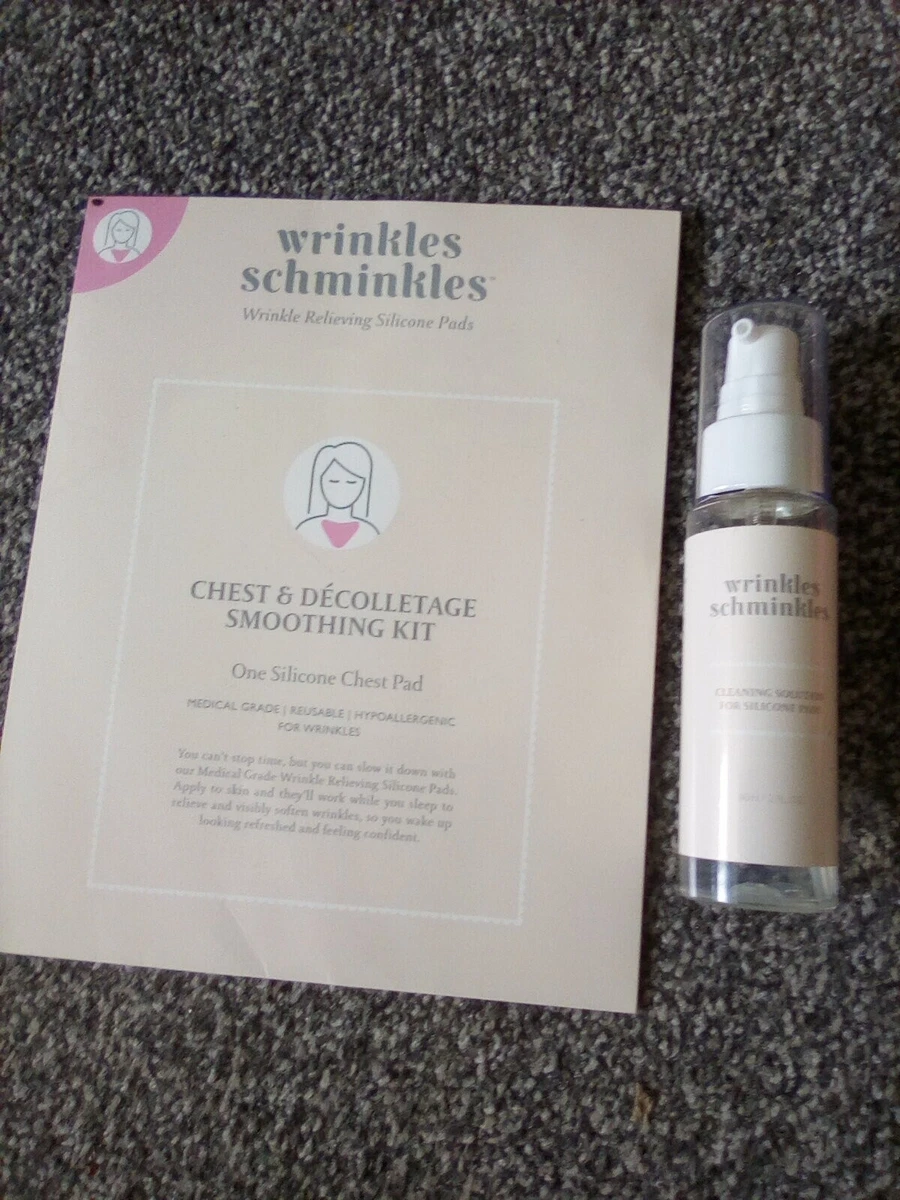 wrinkles
schminkles™
Wrinkle Relieving Silicone Pads
CHEST & DÉCOLLETAGE
SMOOTHING KIT
One Silicone Chest Pad
MEDICAL GRADE | REUSABLE | HYPOALLERGENIC
FOR WRINKLES
You can't stop time, but you can slow it down with
our Medical Grade Wrinkle Relieving Silicone Pads.
Apply to skin and they'll work while you sleep to
relieve and visibly soften wrinkles, so you wake up
looking refreshed and feeling confident.
wrinkles
schminkles
CLEANING SOLUTION
FOR SILICONE PADS